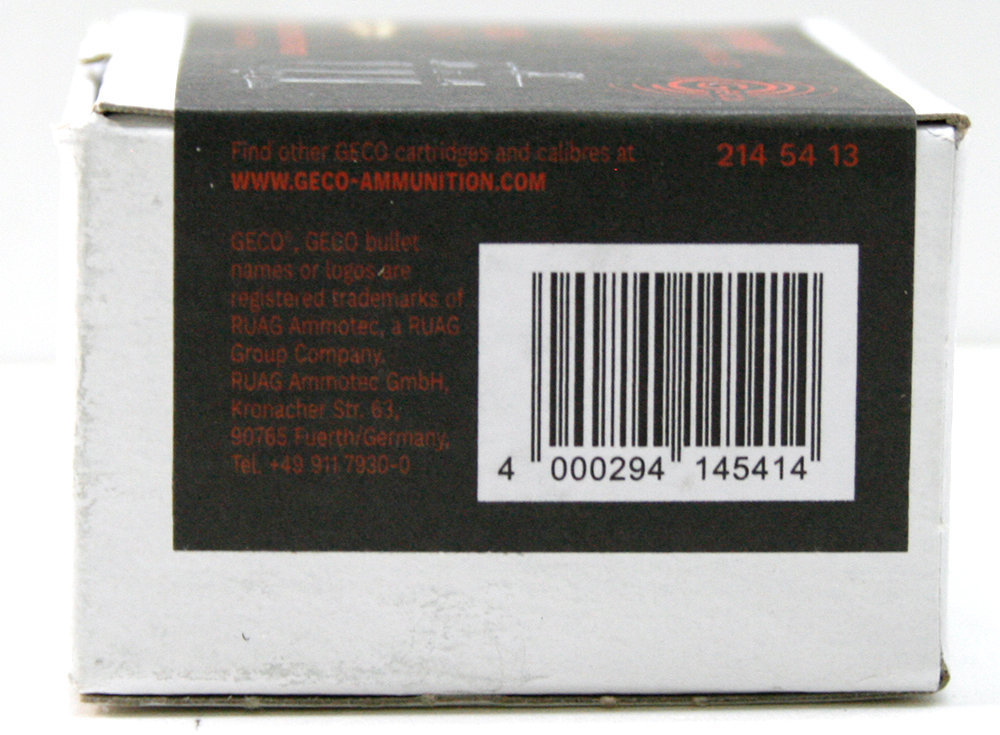 Find other GECO cartridges and calibres at
WWW.GECO-AMMUNITION.COM
214 54 13
GECO®, GECO bullet
names or logos are
registered trademarks of
RUAG Ammotec, a RUAG
Group Company.
RUAG Ammotec GmbH,
Kronacher Str. 63,
90765 Fuerth/Germany,
Tel. +49 911 7930-0
4 000294 145414